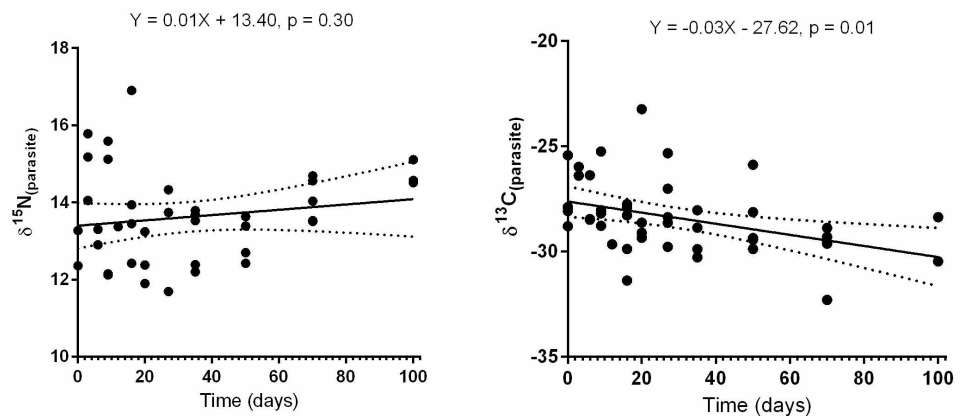 Y = 0.01X + 13.40, p = 0.30
18
16
14
12
10
δ 15N(parasite)
0 20 40 60 80 100
Time (days)
Y = -0.03X - 27.62, p = 0.01
-20
-25
-30
-35
δ 13C(parasite)
0 20 40 60 80 100
Time (days)